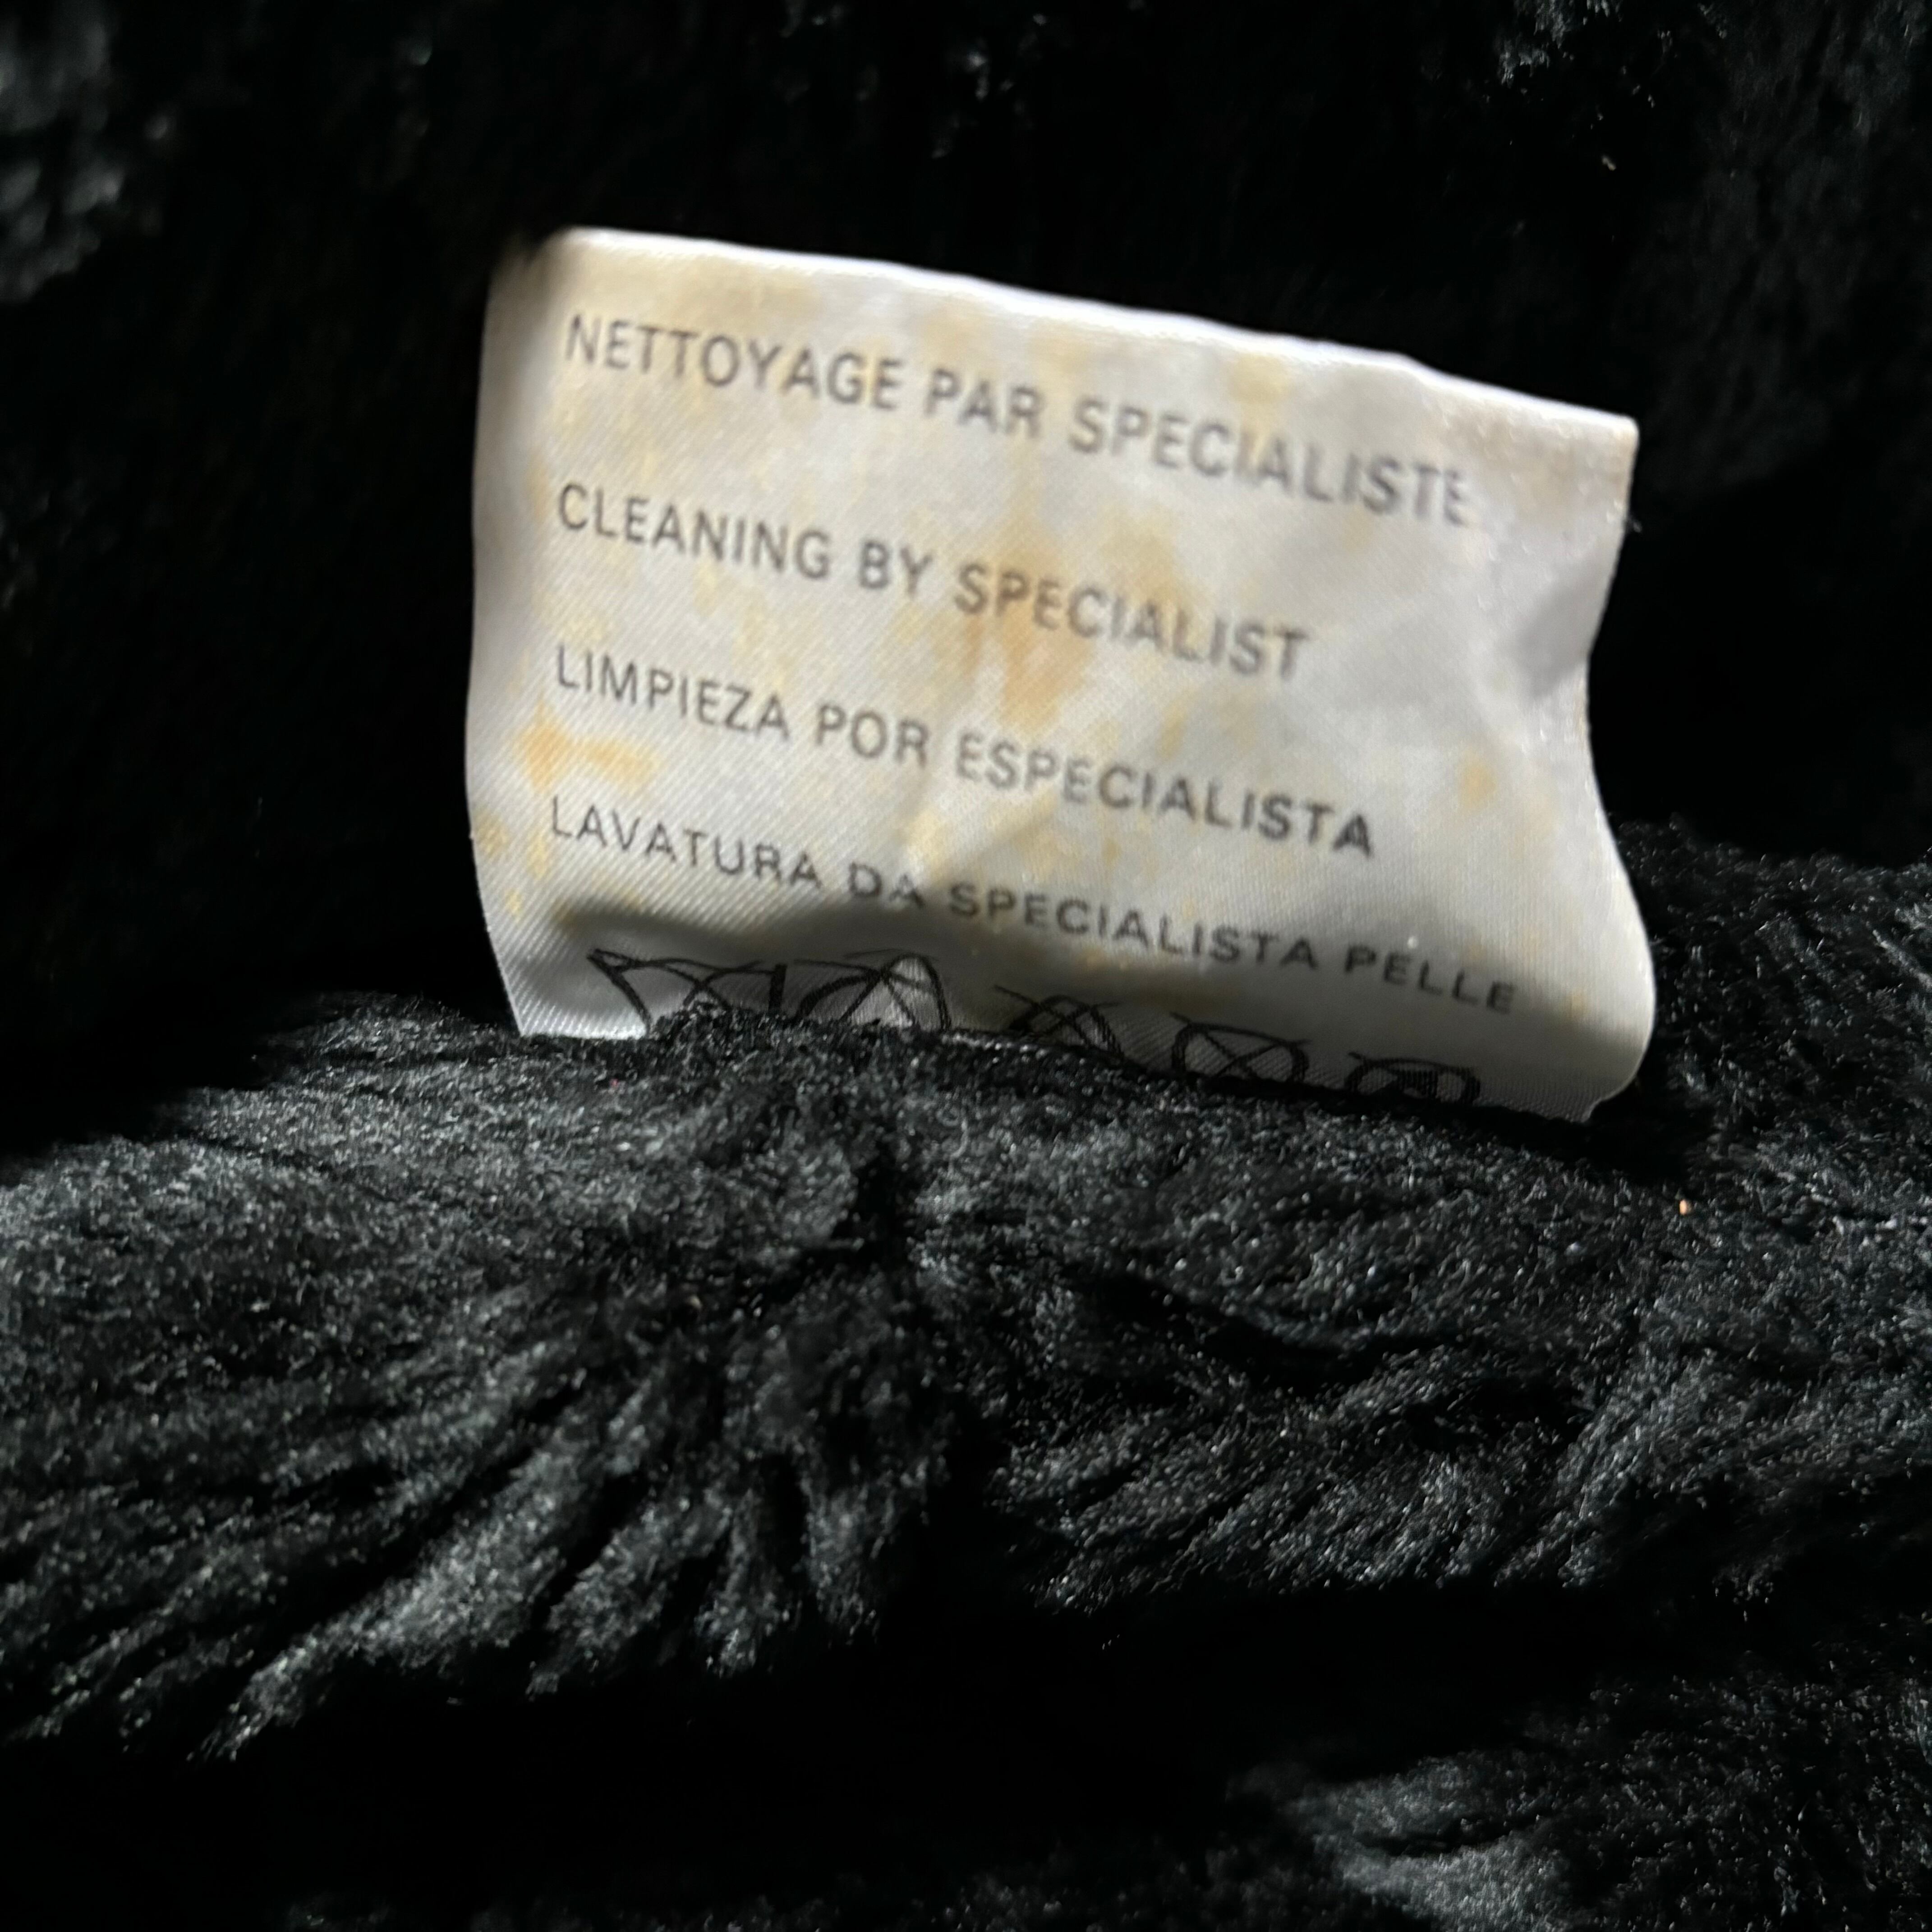 NETTOYAGE PAR SPECIALISTE
CLEANING BY SPECIALIST
LIMPIEZA POR ESPECIALISTA
LAVATURA DA SPECIALISTA PELLE